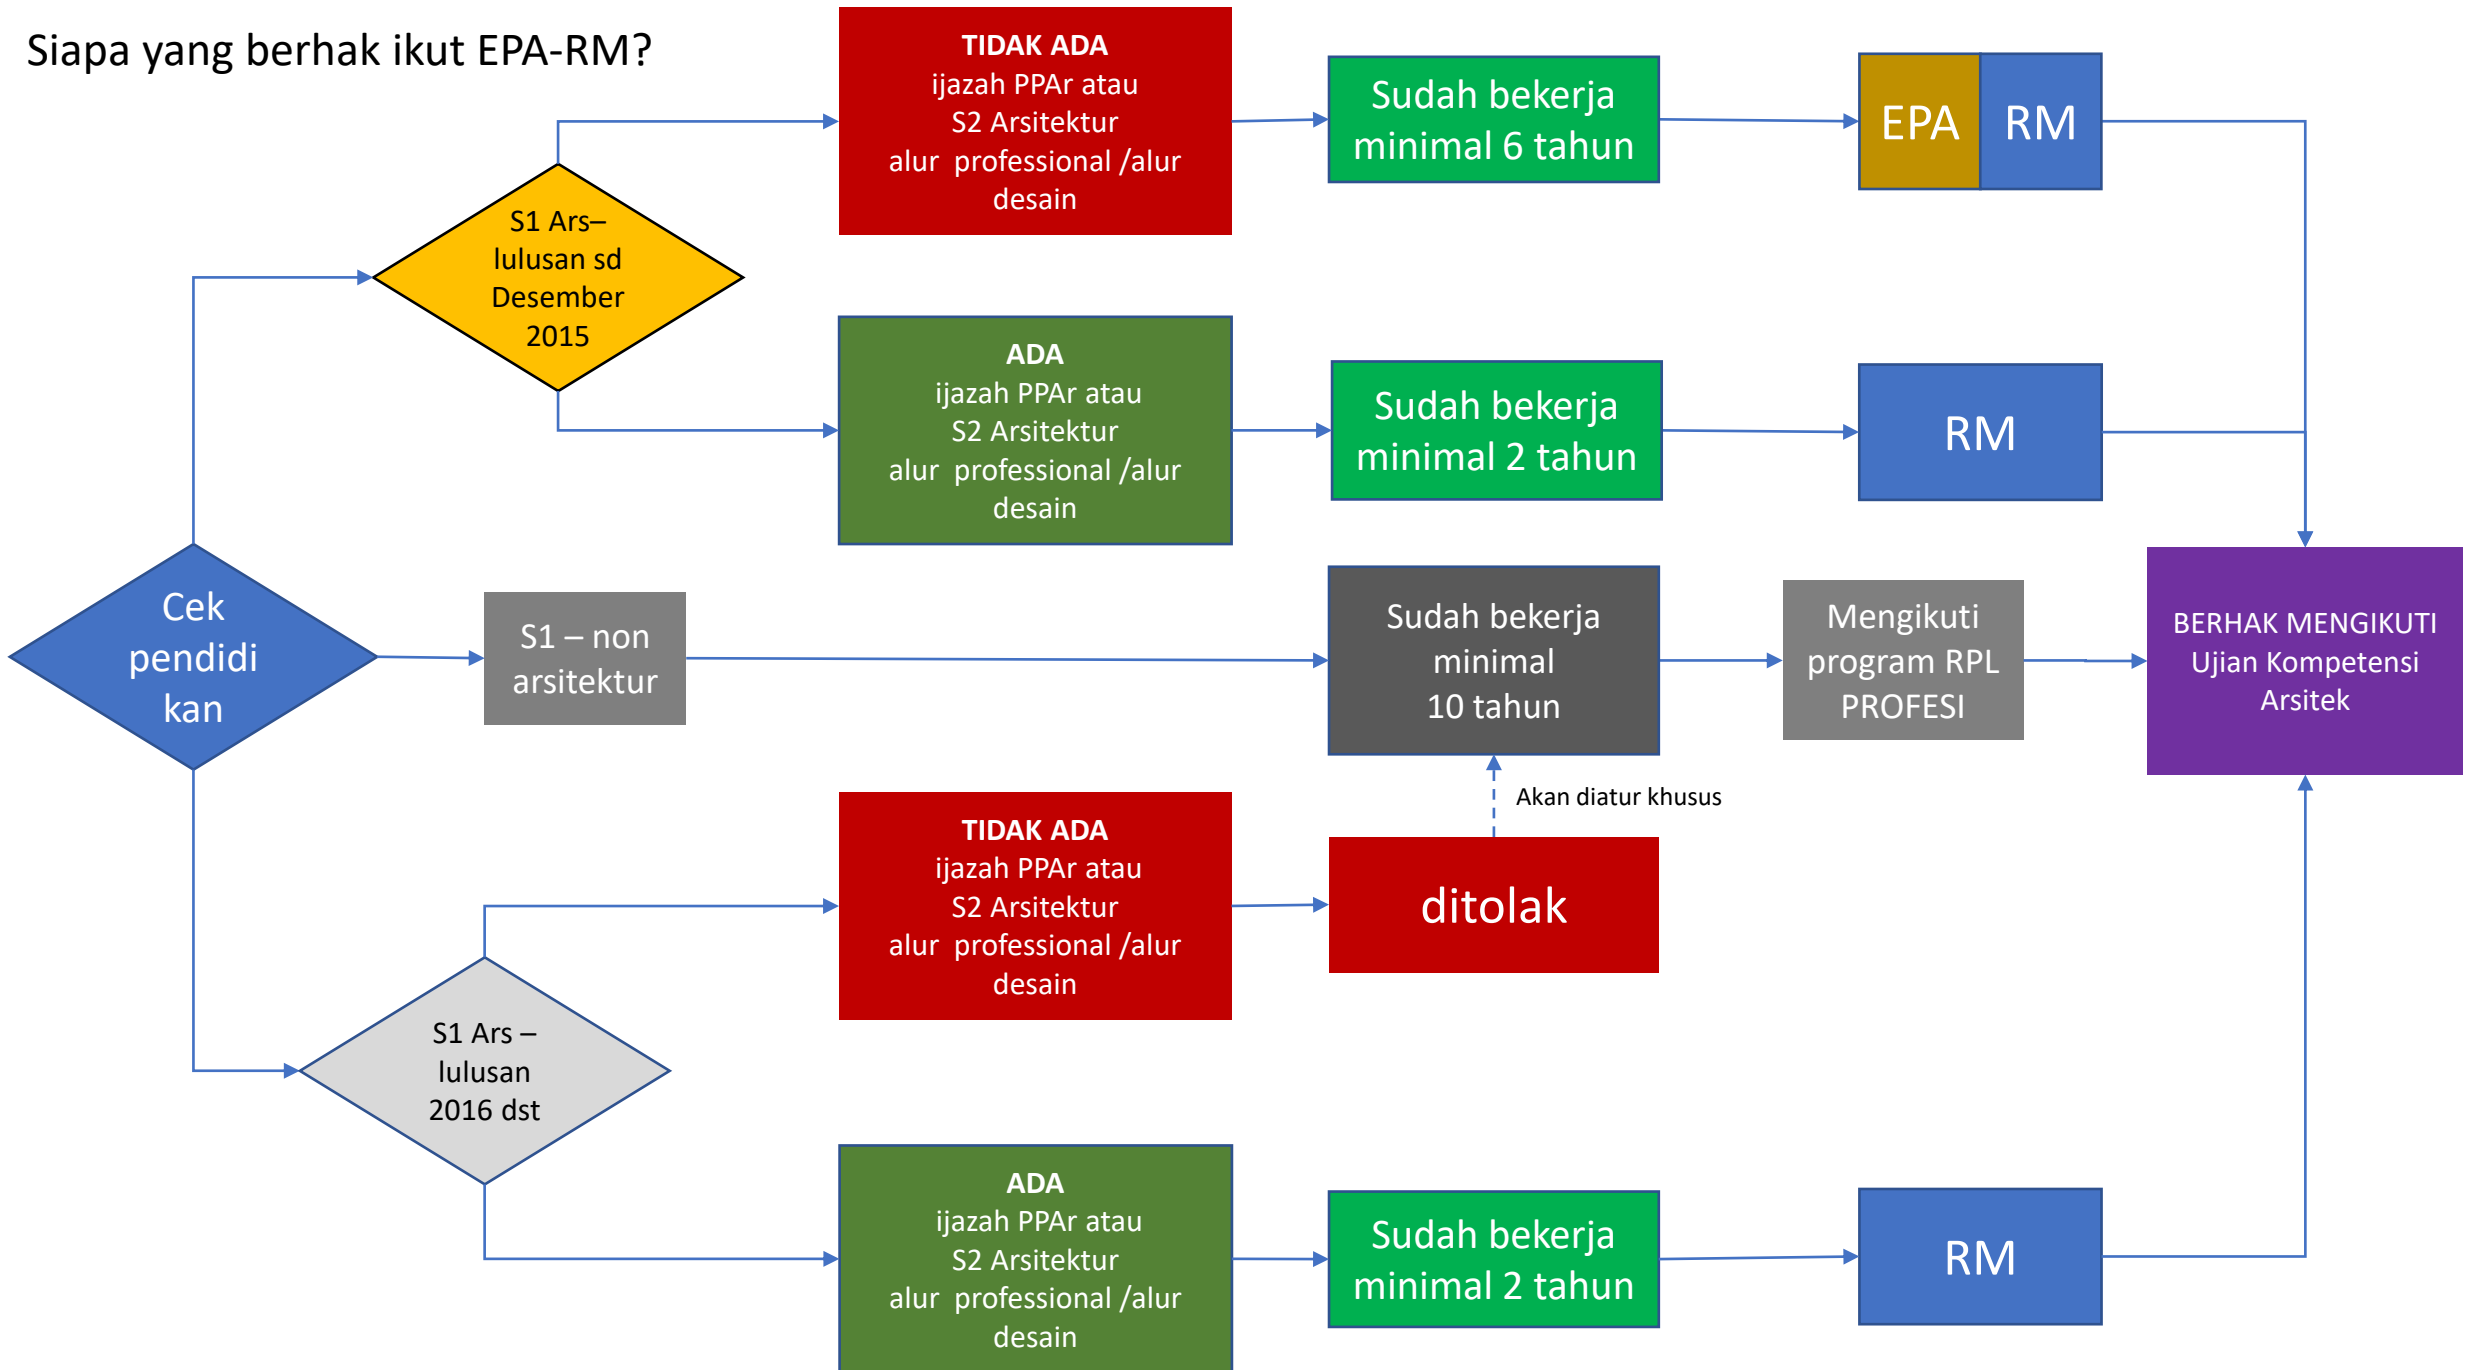 Siapa yang berhak ikut EPA-RM?
TIDAK ADA
ijazah PPAr atau
S2 Arsitektur
alur professional /alur
desain
Sudah bekerja
minimal 6 tahun
EPA
RM
S1 Ars–
lulusan sd
Desember
2015
ADA
ijazah PPAr atau
S2 Arsitektur
alur professional /alur
desain
Sudah bekerja
minimal 2 tahun
RM
Cek
pendidi
kan
S1 – non
arsitektur
Sudah bekerja
minimal
10 tahun
Mengikuti
program RPL
PROFESI
BERHAK MENGIKUTI
Ujian Kompetensi
Arsitek
Akan diatur khusus
TIDAK ADA
ijazah PPAr atau
S2 Arsitektur
alur professional /alur
desain
ditolak
S1 Ars –
lulusan
2016 dst
ADA
ijazah PPAr atau
S2 Arsitektur
alur professional /alur
desain
Sudah bekerja
minimal 2 tahun
RM